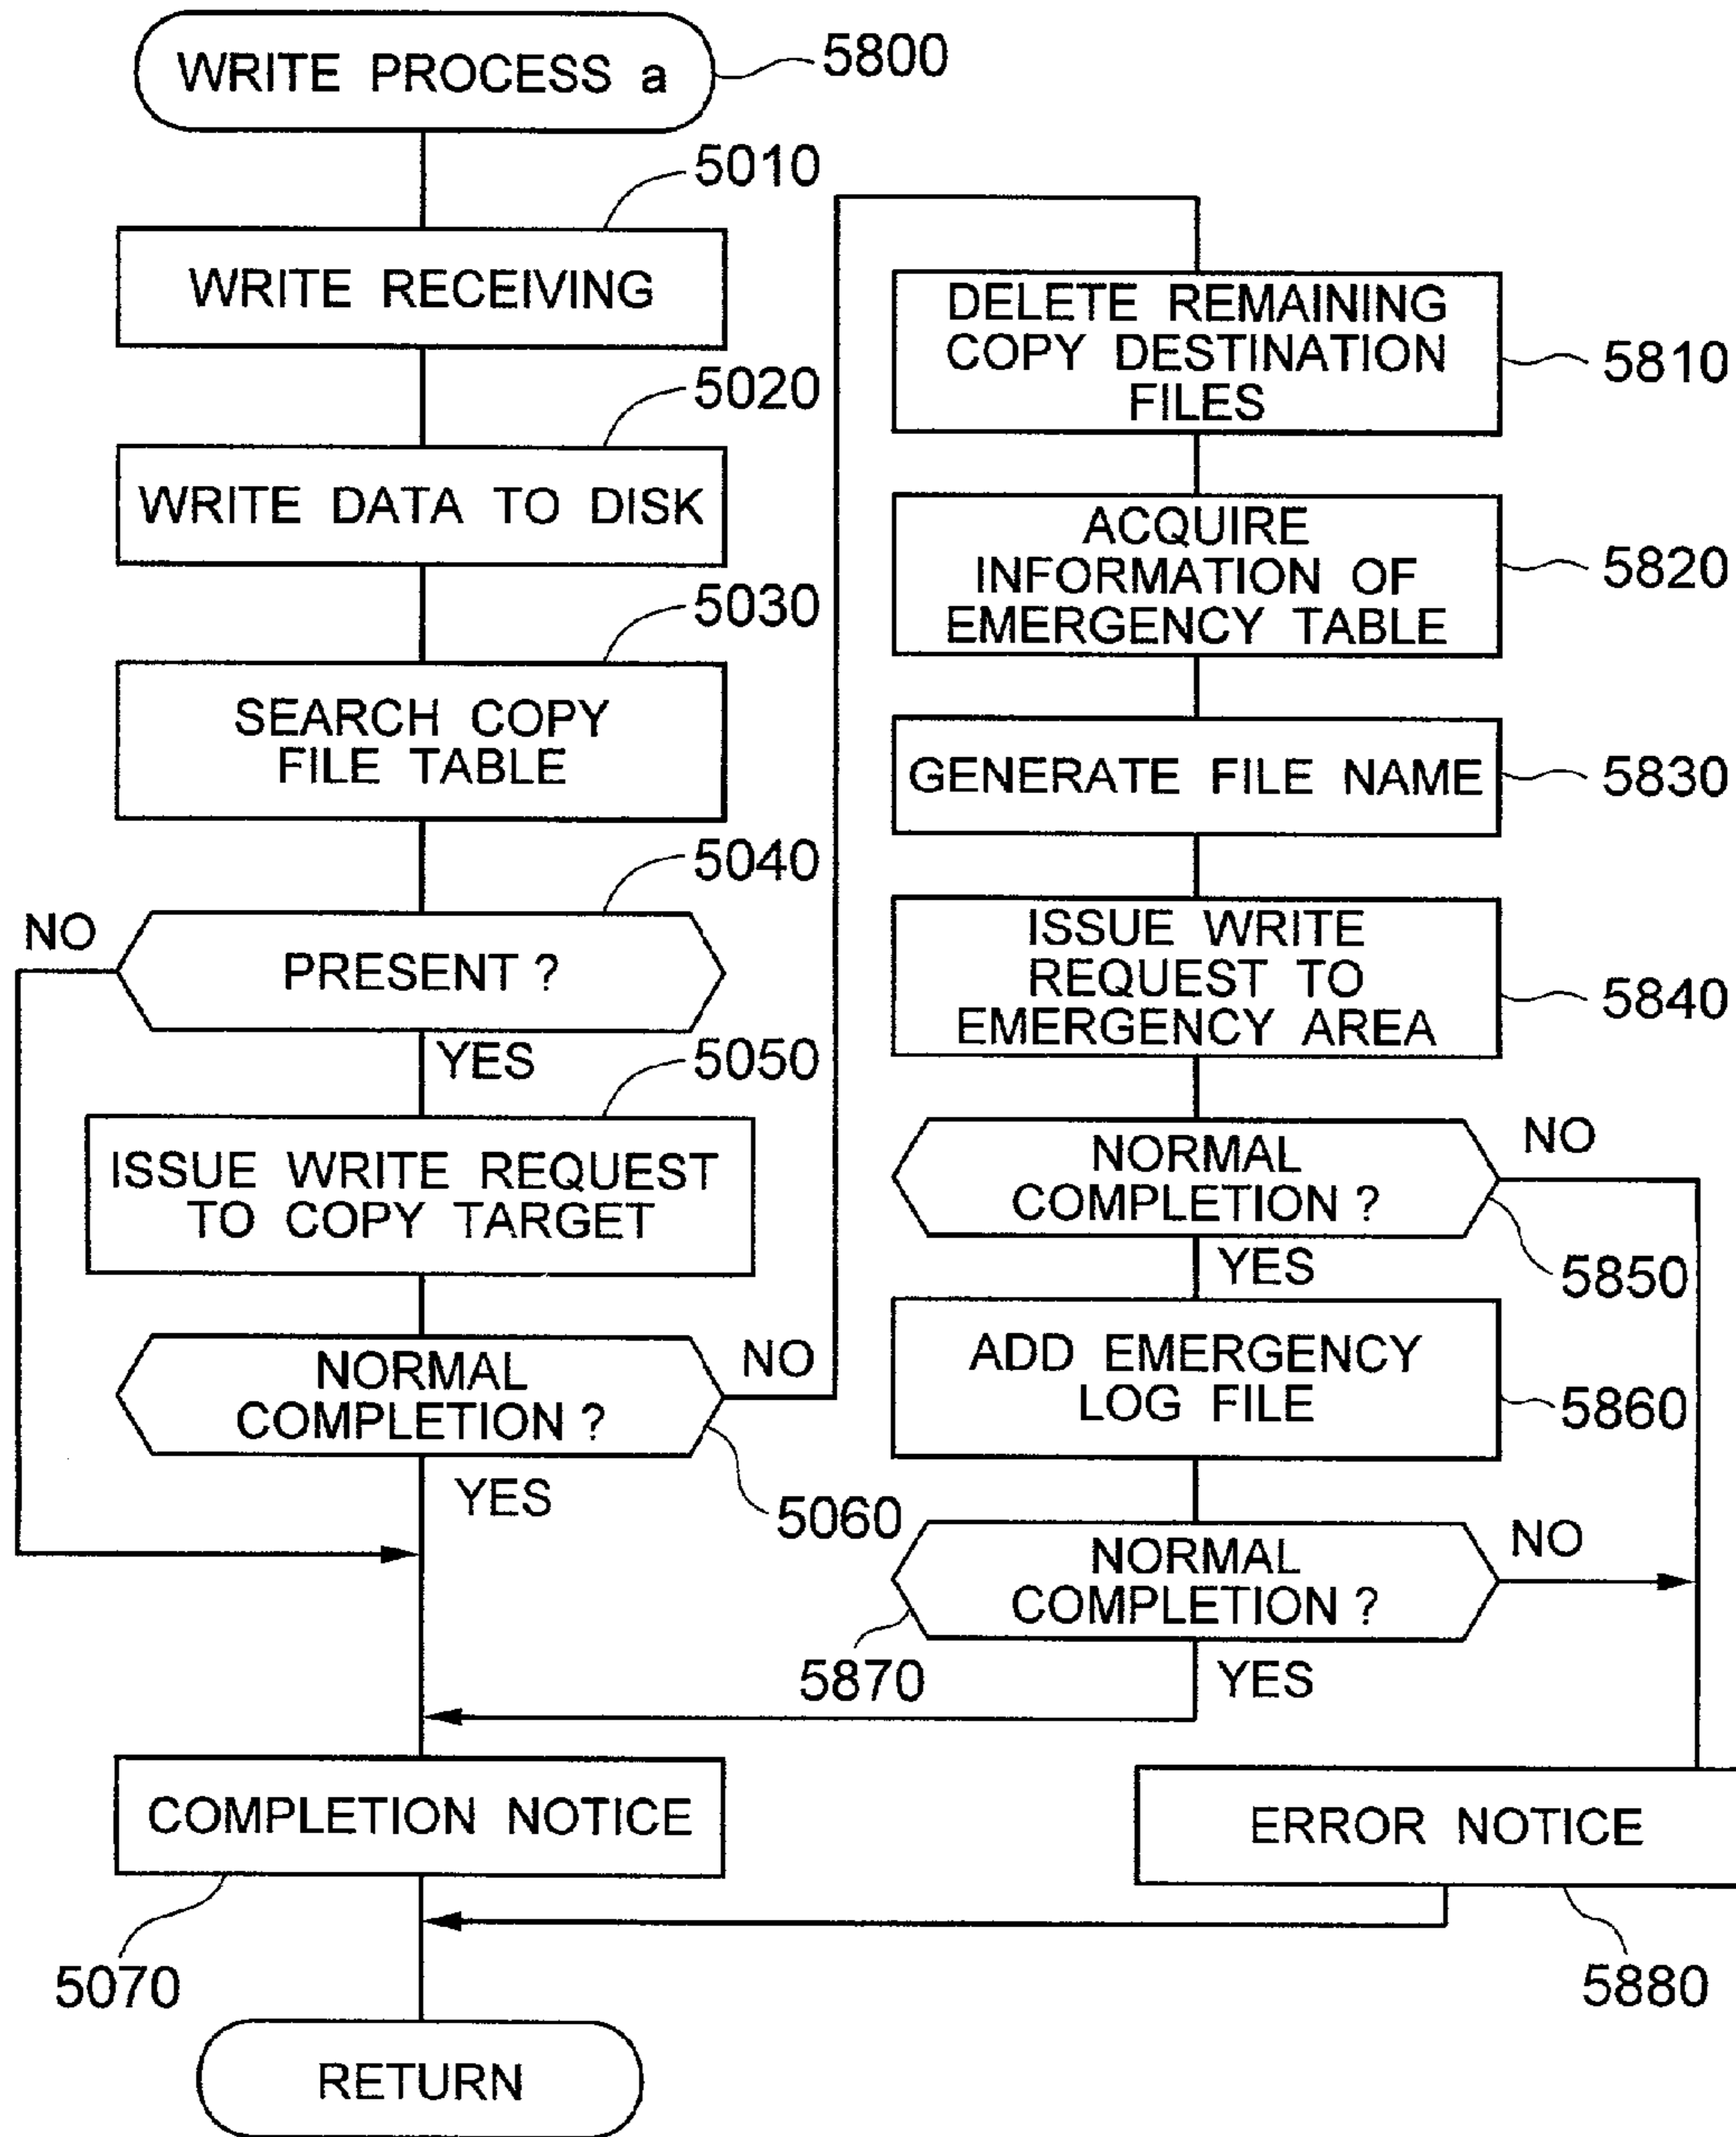 WRITE PROCESS a
5800
5010
WRITE RECEIVING
5020
WRITE DATA TO DISK
5030
SEARCH COPY
FILE TABLE
5040
NO
PRESENT ?
YES
5050
ISSUE WRITE REQUEST
TO COPY TARGET
NORMAL
COMPLETION ?
NO
YES
5060
DELETE REMAINING
COPY DESTINATION
FILES
5810
ACQUIRE
INFORMATION OF
EMERGENCY TABLE
5820
GENERATE FILE NAME
5830
ISSUE WRITE
REQUEST TO
EMERGENCY AREA
5840
NORMAL
COMPLETION ?
NO
YES
5850
ADD EMERGENCY
LOG FILE
5860
NORMAL
COMPLETION ?
NO
5870
YES
COMPLETION NOTICE
5070
ERROR NOTICE
5880
RETURN